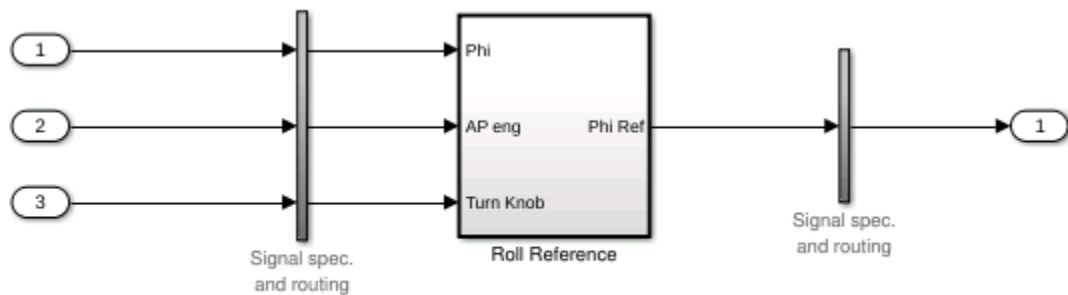 1
Phi
2
AP eng
Phi Ref
1
3
Turn Knob
Signal spec.
and routing
Roll Reference
Signal spec.
and routing